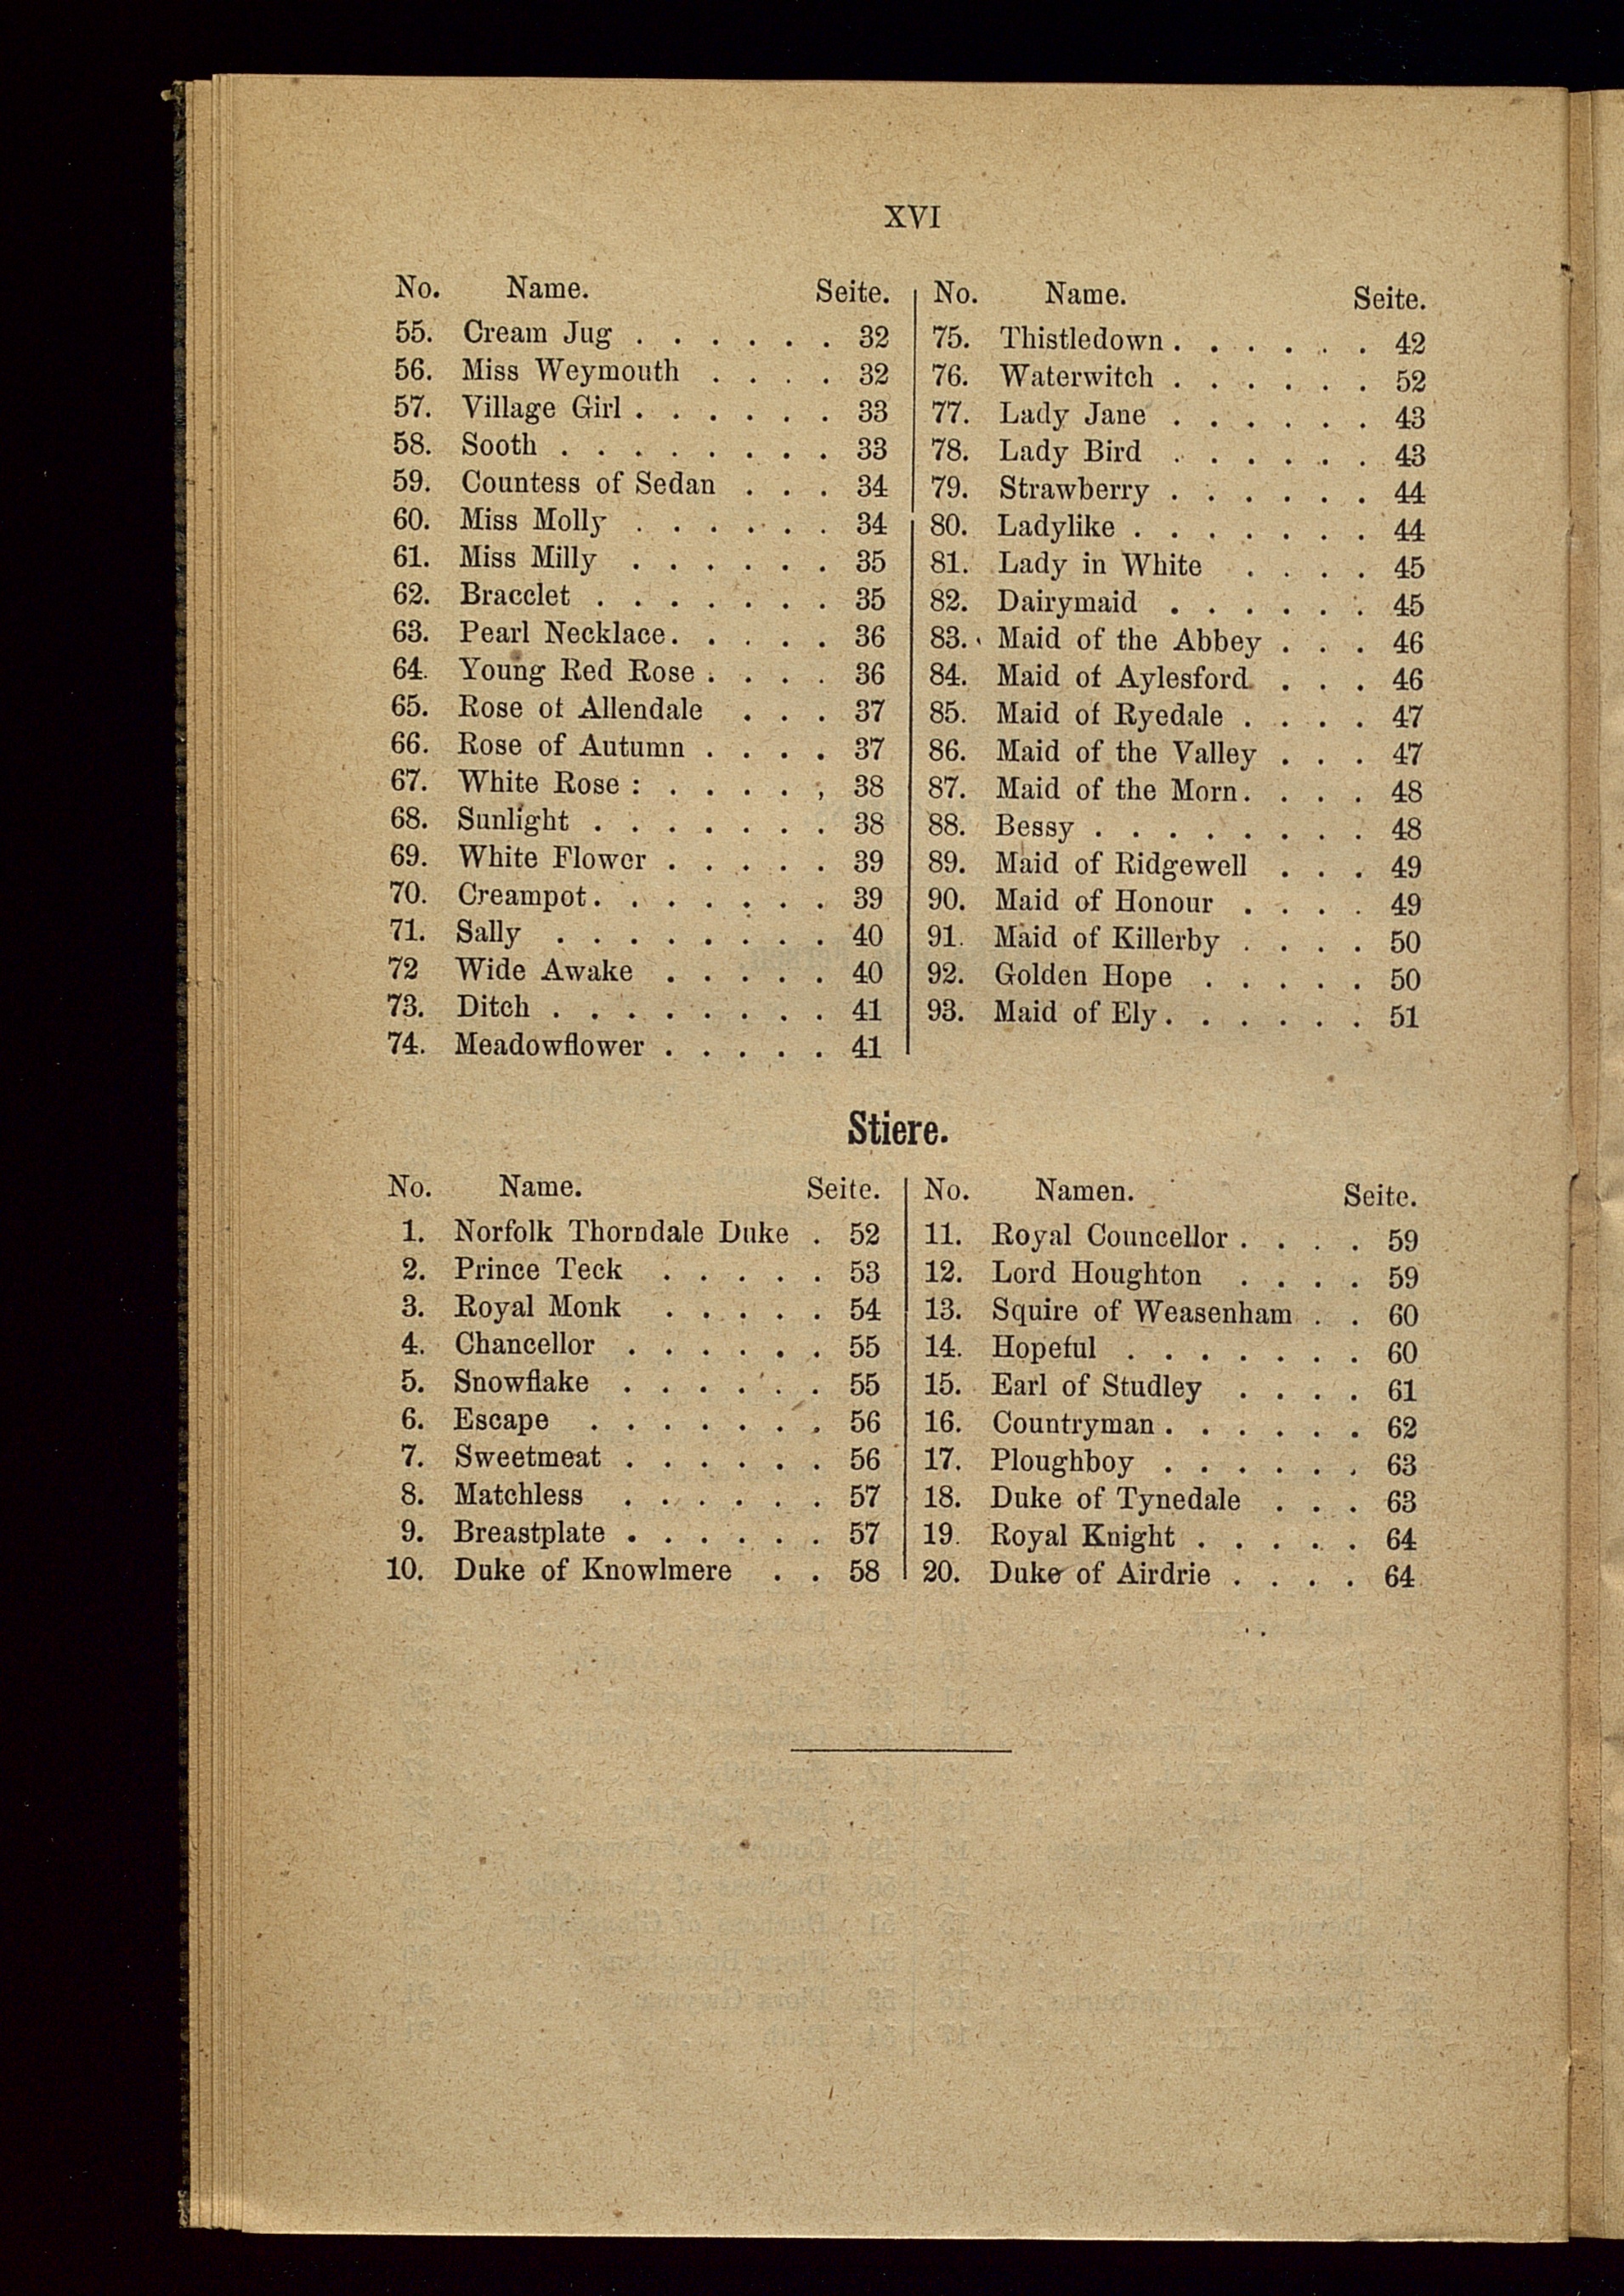 XVI
No. Name. Seite.
55. Cream Jug . . . . . . 32
56. Miss Weymouth . . . . 32
57. Village Girl . . . . . . 33
58. Sooth . . . . . . . . 33
59. Countess of Sedan . . . 34
60. Miss Molly . . . . . . 34
61. Miss Milly . . . . . . 35
62. Bracclet . . . . . . . 35
63. Pearl Necklace. . . . . 36
64. Young Red Rose . . . . 36
65. Rose of Allendale . . . 37
66. Rose of Autumn . . . . 37
67. White Rose : . . . . , 38
68. Sunlight . . . . . . . 38
69. White Flower . . . . . 39
70. Creampot. . . . . . . 39
71. Sally . . . . . . . . 40
72 Wide Awake . . . . . 40
73. Ditch . . . . . . . . 41
74. Meadowflower . . . . . 41
No. Name. Seite.
75. Thistledown . . . . . . 42
76. Waterwitch . . . . . . 52
77. Lady Jane . . . . . . 43
78. Lady Bird . . . . . . 43
79. Strawberry . . . . . . 44
80. Ladylike . . . . . . . 44
81. Lady in White . . . . 45
82. Dairymaid . . . . . . 45
83. Maid of the Abbey . . . 46
84. Maid of Aylesford . . . 46
85. Maid of Ryedale . . . . 47
86. Maid of the Valley . . . 47
87. Maid of the Morn. . . . 48
88. Bessy . . . . . . . . 48
89. Maid of Ridgewell . . . 49
90. Maid of Honour . . . . 49
91. Maid of Killerby . . . . 50
92. Golden Hope . . . . . 50
93. Maid of Ely. . . . . . 51
Stiere.
No. Name. Seite.
1. Norfolk Thorndale Duke . 52
2. Prince Teck . . . . . 53
3. Royal Monk . . . . . 54
4. Chancellor . . . . . . 55
5. Snowflake . . . . . . 55
6. Escape . . . . . . . 56
7. Sweetmeat . . . . . . 56
8. Matchless . . . . . . 57
9. Breastplate . . . . . . 57
10. Duke of Knowlmere . . 58
No. Namen. Seite.
11. Royal Councellor . . . . 59
12. Lord Houghton . . . . 59
13. Squire of Weasenham . . 60
14. Hopeful . . . . . . . 60
15. Earl of Studley . . . . 61
16. Countryman . . . . . . 62
17. Ploughboy . . . . . . 63
18. Duke of Tynedale . . . 63
19. Royal Knight . . . . . 64
20. Duke of Airdrie . . . . 64